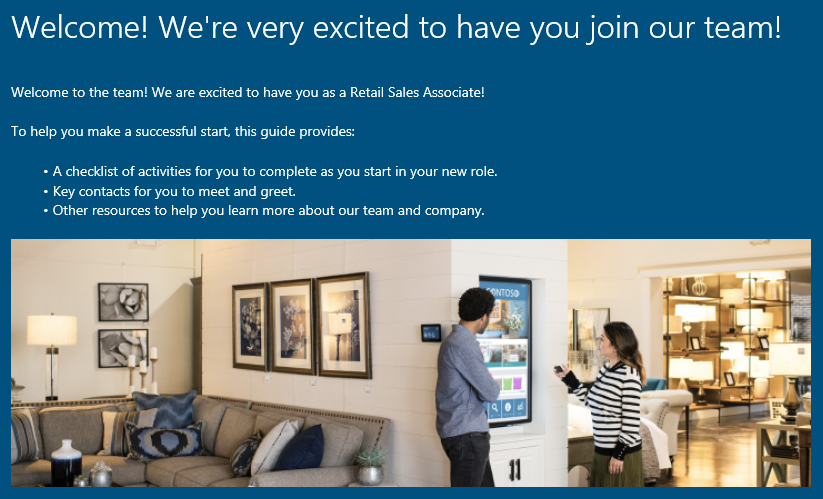 Welcome! We're very excited to have you join our team!
Welcome to the team! We are excited to have you as a Retail Sales Associate!
To help you make a successful start, this guide provides:
• A checklist of activities for you to complete as you start in your new role.
• Key contacts for you to meet and greet.
• Other resources to help you learn more about our team and company.
CONTOSO